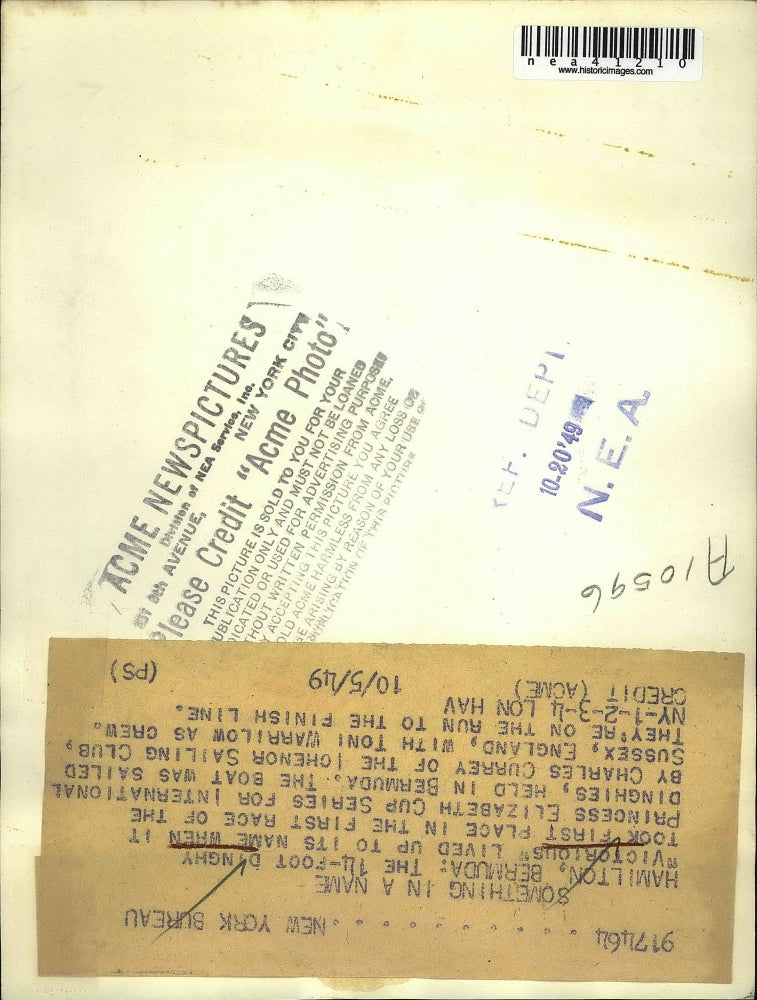 nea41210
www.historicimages.com
ACME NEWSPICTURES
Division of NEA Service, Inc.
8th AVENUE, NEW YORK CITY
Please Credit "Acme Photo"
THIS PICTURE IS SOLD TO YOU FOR YOUR
PUBLICATION ONLY AND MUST NOT BE LOANED
DICATED OR USED FOR ADVERTISING PURPOSES
THOUT WRITTEN PERMISSION FROM ACME.
ACCEPTING THIS PICTURE YOU AGREE
OLD ACME HARMLESS FROM ANY LOSS OR
E ARISING BY REASON OF YOUR USE OF
PUBLICATION OF THIS PICTURE
REF. DEPT.
10-20'49
N.E.A.
A10596
917464 . . . . . . . . . . . NEW YORK BUREAU
SOMETHING IN A NAME
HAMILTON, BERMUDA: THE 14-FOOT DINGHY
"VICTORIOUS" LIVED UP TO ITS NAME WHEN IT
TOOK FIRST PLACE IN THE FIRST RACE OF THE
PRINCESS ELIZABETH CUP SERIES FOR INTERNATIONAL
DINGHIES, HELD IN BERMUDA. THE BOAT WAS SAILED
BY CHARLES CURREY OF THE ICHENOR SAILING CLUB,
SUSSEX, ENGLAND, WITH TONI WARRILOW AS CREW.
THEY'RE ON THE RUN TO THE FINISH LINE.
NY-1-2-3-4 LON HAV
CREDIT (ACME) 10/5/49 (PS)